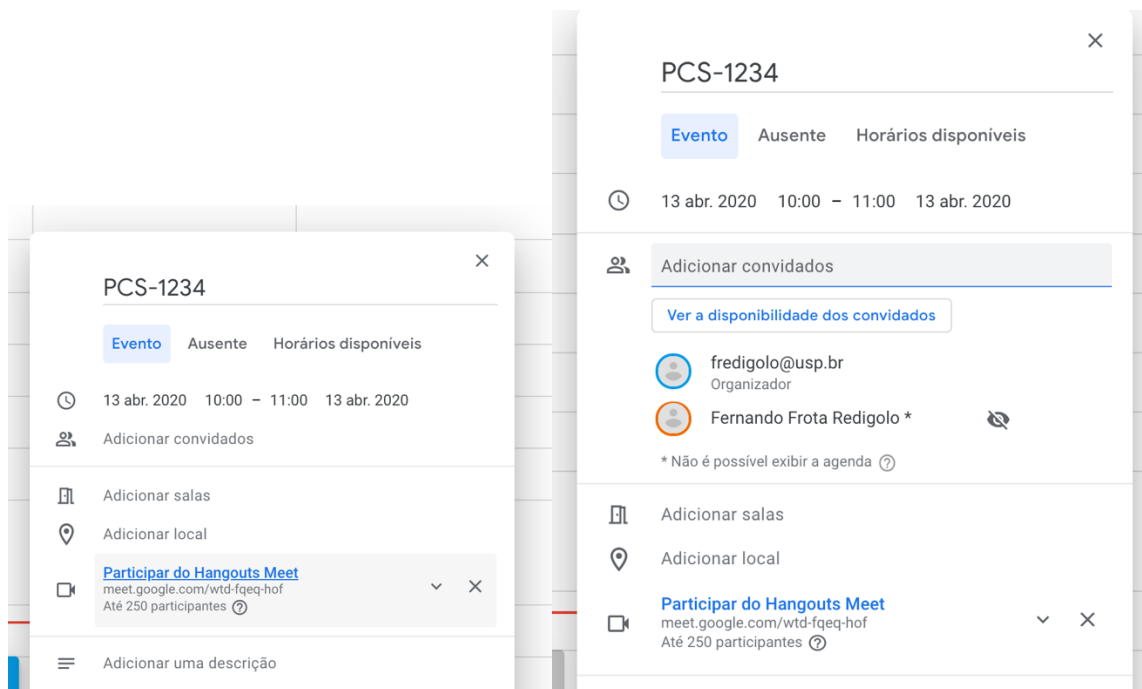 PCS-1234
Evento Ausente Horários disponíveis
13 abr. 2020 10:00 – 11:00 13 abr. 2020
Adicionar convidados
Adicionar salas
Adicionar local
Participar do Hangouts Meet
meet.google.com/wtd-fqeq-hof
Até 250 participantes
Adicionar uma descrição
PCS-1234
Evento Ausente Horários disponíveis
13 abr. 2020 10:00 – 11:00 13 abr. 2020
Adicionar convidados
Ver a disponibilidade dos convidados
fredigolo@usp.br
Organizador
Fernando Frota Redigolo *
* Não é possível exibir a agenda
Adicionar salas
Adicionar local
Participar do Hangouts Meet
meet.google.com/wtd-fqeq-hof
Até 250 participantes